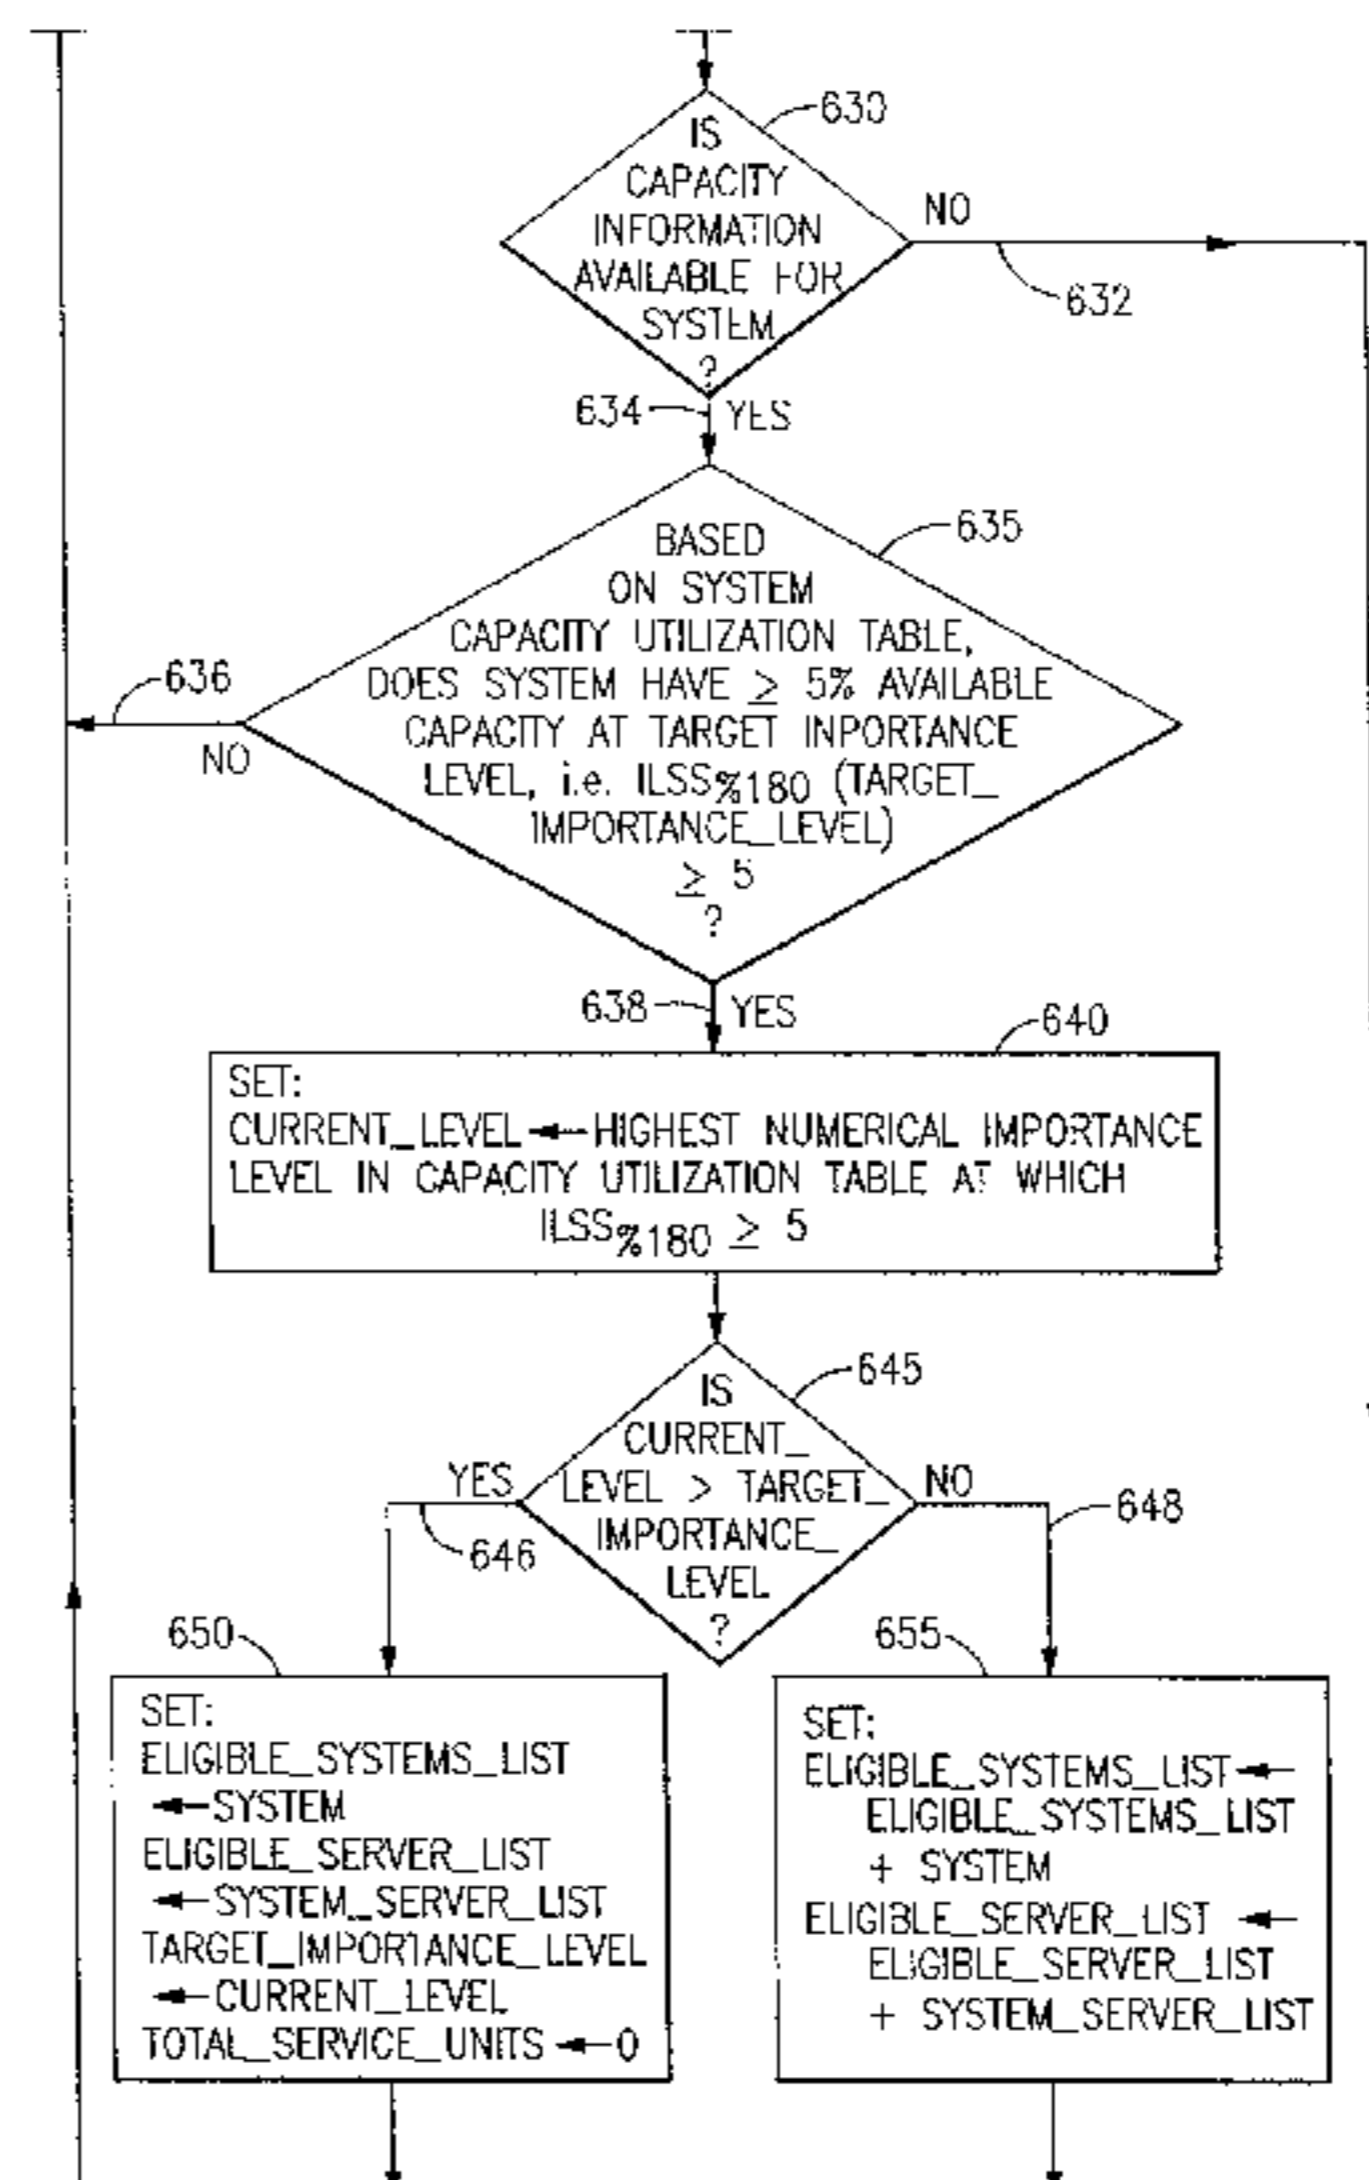 630
IS
CAPACITY
INFORMATION
AVAILABLE FOR
SYSTEM
?
NO
632
634
YES
635
BASED
ON SYSTEM
CAPACITY UTILIZATION TABLE,
DOES SYSTEM HAVE ≥ 5% AVAILABLE
CAPACITY AT TARGET INPORTANCE
LEVEL, i.e. ILSS%180 (TARGET_
IMPORTANCE_LEVEL)
≥ 5
?
636
NO
638
YES
640
SET:
CURRENT_LEVEL ← HIGHEST NUMERICAL IMPORTANCE
LEVEL IN CAPACITY UTILIZATION TABLE AT WHICH
ILSS%180 ≥ 5
645
IS
CURRENT_
LEVEL > TARGET_
IMPORTANCE_
LEVEL
?
YES
646
NO
648
650
SET:
ELIGIBLE_SYSTEMS_LIST
← SYSTEM
ELIGIBLE_SERVER_LIST
← SYSTEM_SERVER_LIST
TARGET_IMPORTANCE_LEVEL
← CURRENT_LEVEL
TOTAL_SERVICE_UNITS ← 0
655
SET:
ELIGIBLE_SYSTEMS_LIST ←
ELIGIBLE_SYSTEMS_LIST
+ SYSTEM
ELIGIBLE_SERVER_LIST ←
ELIGIBLE_SERVER_LIST
+ SYSTEM_SERVER_LIST